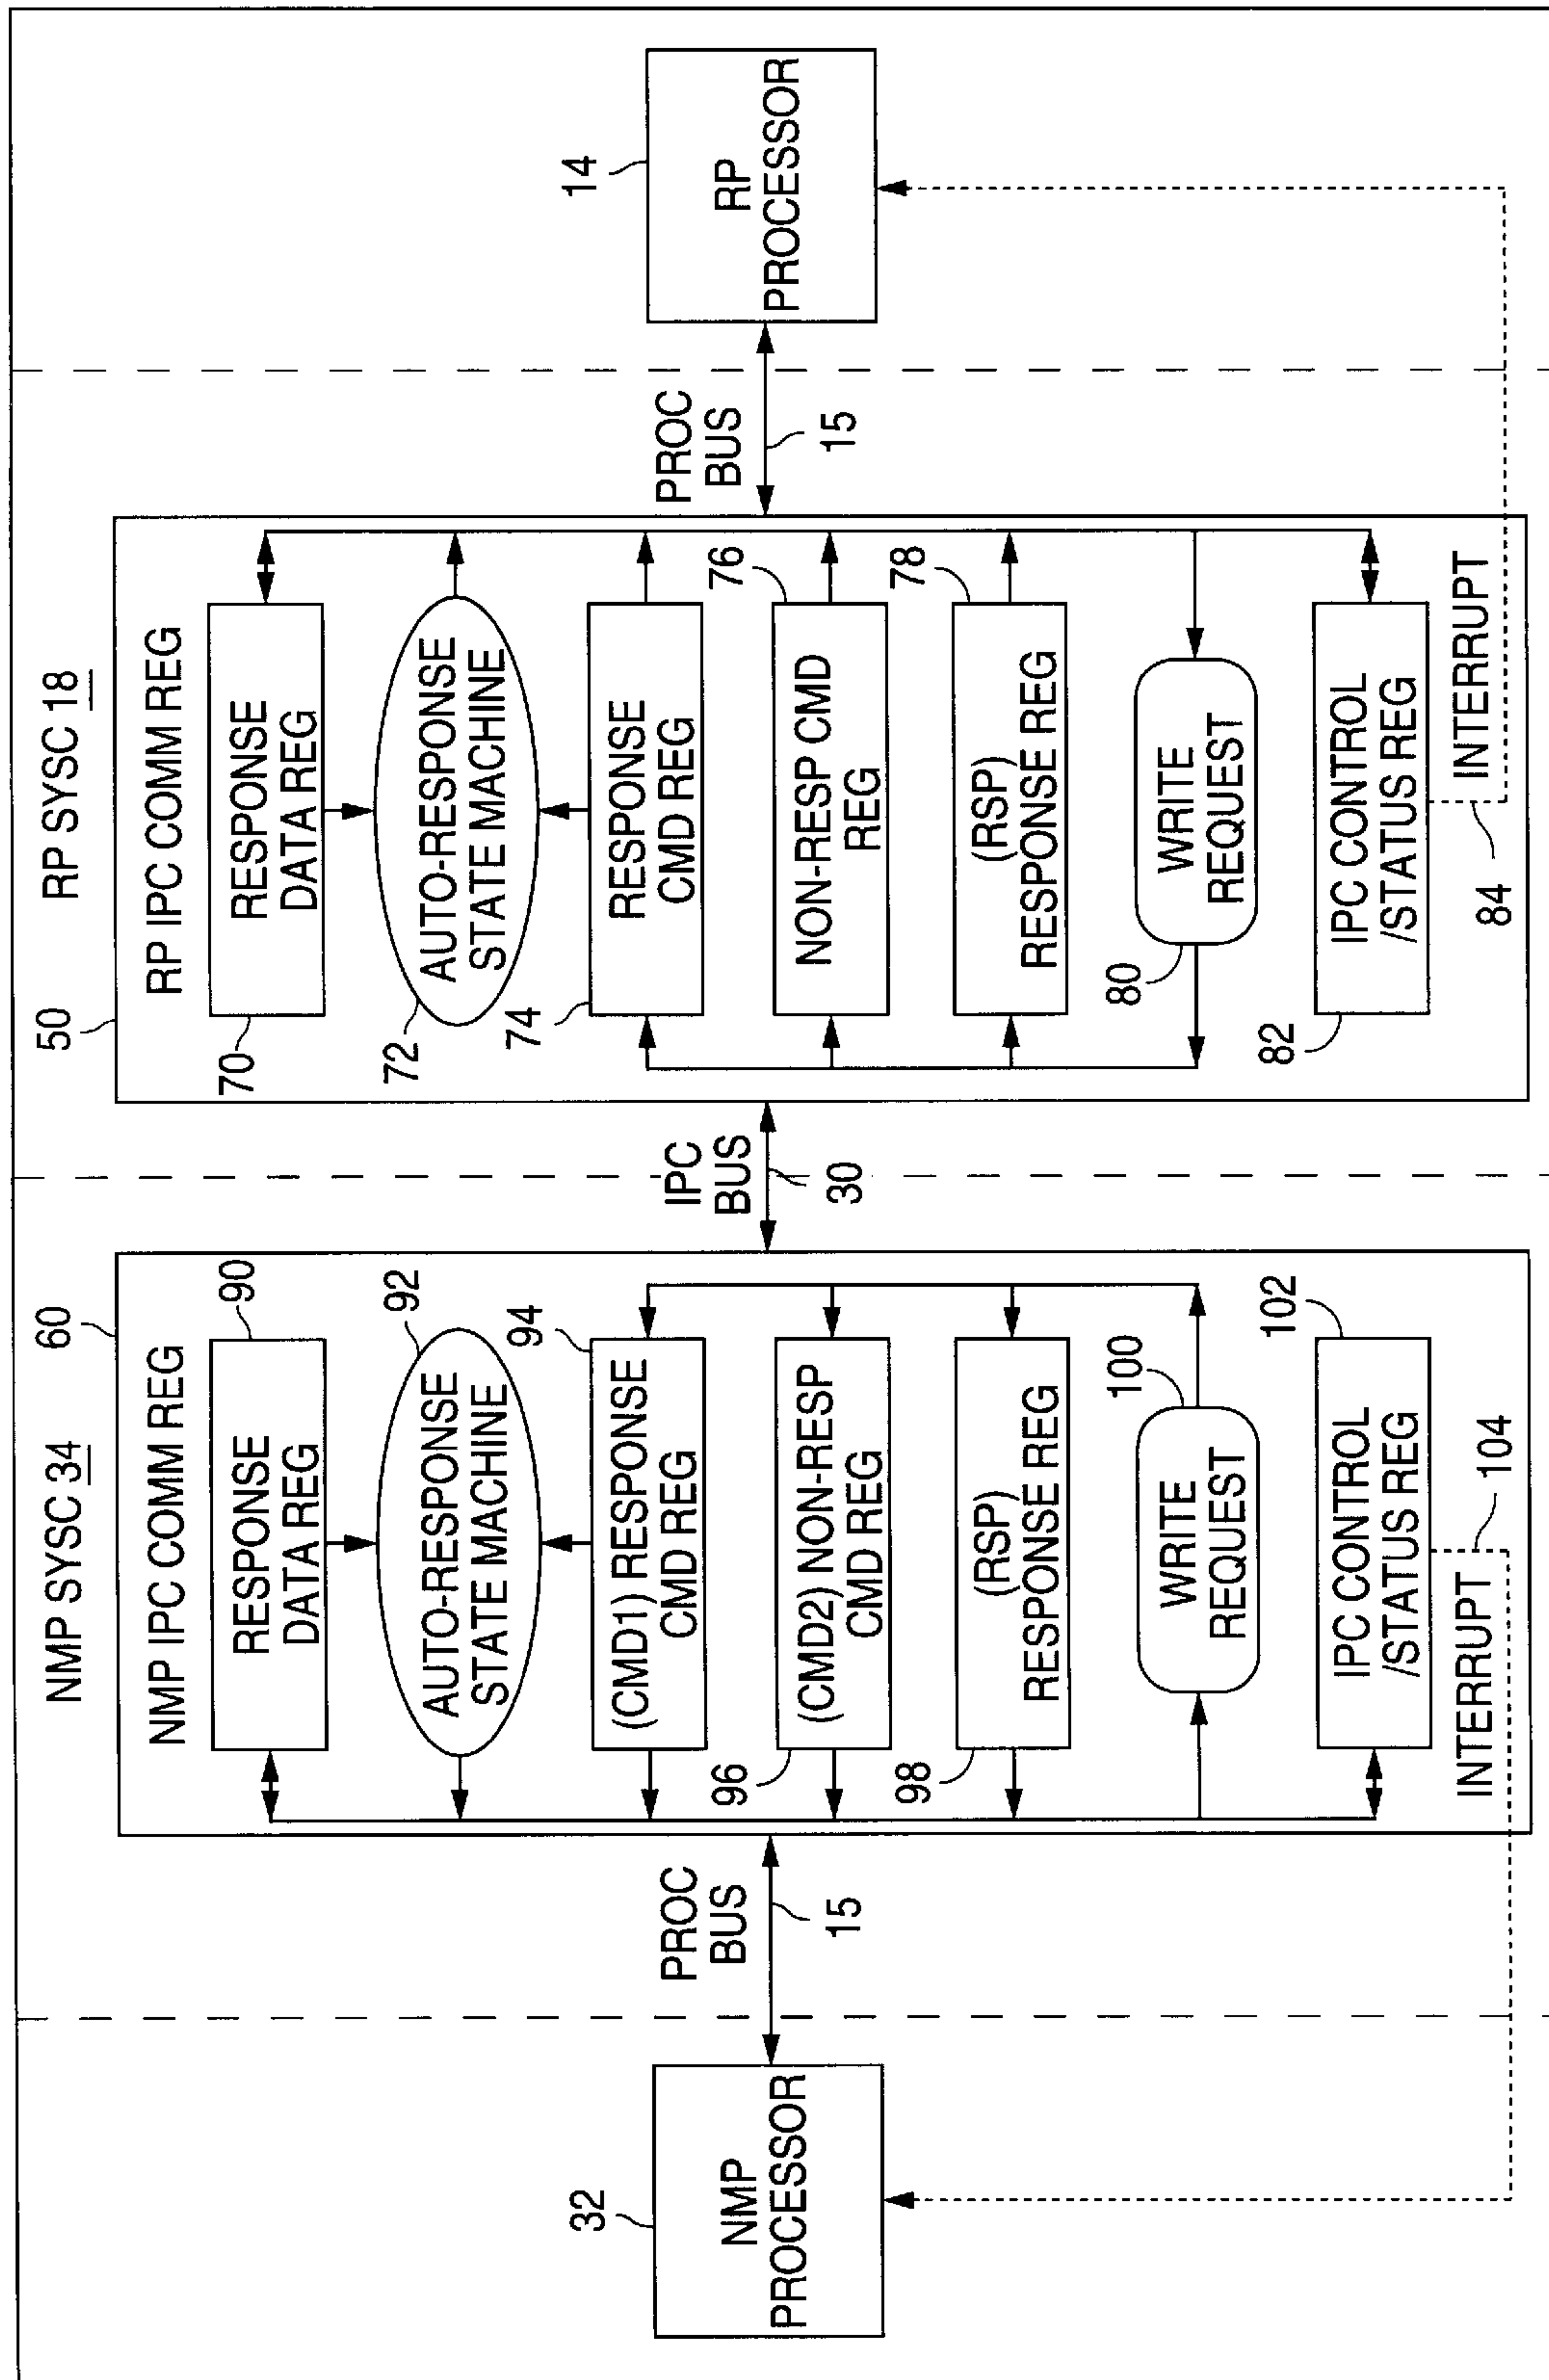 NMP SYSC 34
RP SYSC 18
60
NMP IPC COMM REG
RESPONSE
DATA REG
90
AUTO-RESPONSE
STATE MACHINE
92
(CMD1) RESPONSE
CMD REG
94
(CMD2) NON-RESP
CMD REG
96
(RSP)
RESPONSE REG
98
WRITE
REQUEST
100
IPC CONTROL
/STATUS REG
102
INTERRUPT
104
32
NMP
PROCESSOR
PROC
BUS
15
IPC
BUS
30
50
RP IPC COMM REG
RESPONSE
DATA REG
70
AUTO-RESPONSE
STATE MACHINE
72
RESPONSE
CMD REG
74
NON-RESP CMD
REG
76
(RSP)
RESPONSE REG
78
WRITE
REQUEST
80
IPC CONTROL
/STATUS REG
82
INTERRUPT
84
PROC
BUS
15
14
RP
PROCESSOR